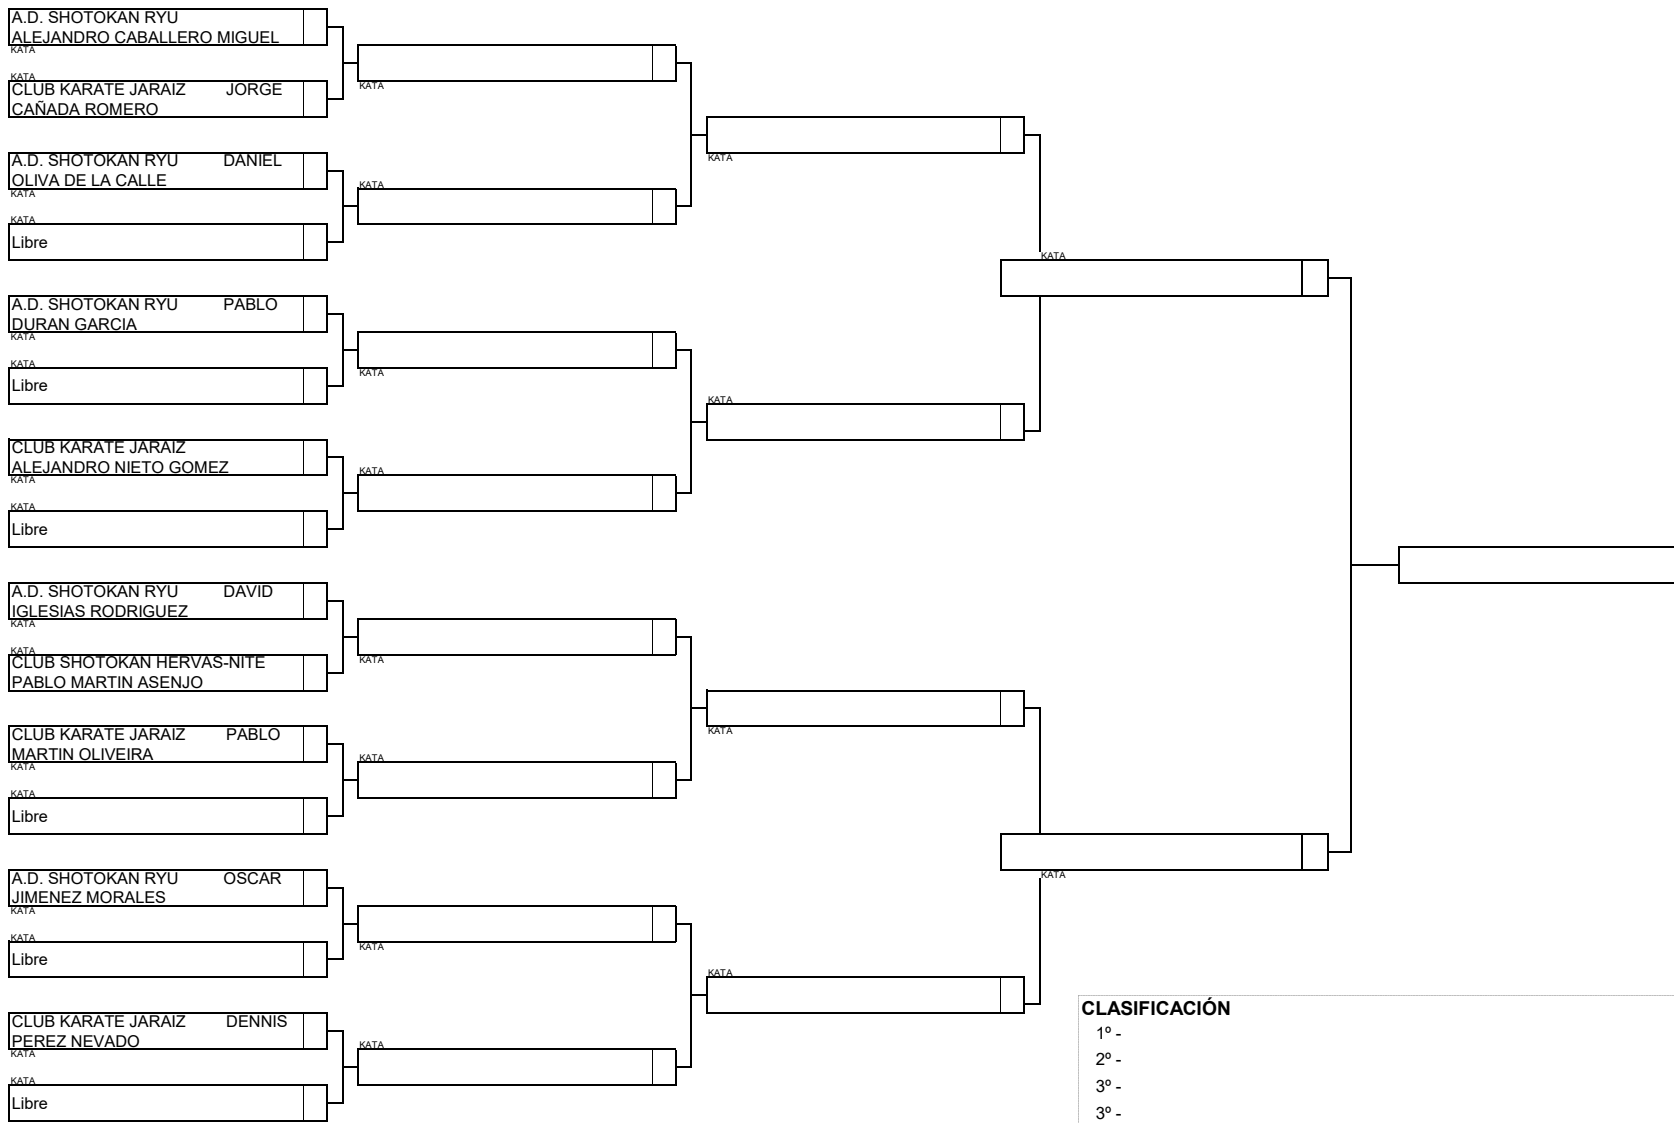 A.D. SHOTOKAN RYU
ALEJANDRO CABALLERO MIGUEL
KATA
KATA
CLUB KARATE JARAIZ JORGE
CAÑADA ROMERO
A.D. SHOTOKAN RYU DANIEL
OLIVA DE LA CALLE
KATA
KATA
Libre
A.D. SHOTOKAN RYU PABLO
DURAN GARCIA
KATA
KATA
Libre
CLUB KARATE JARAIZ
ALEJANDRO NIETO GOMEZ
KATA
KATA
Libre
A.D. SHOTOKAN RYU DAVID
IGLESIAS RODRIGUEZ
KATA
KATA
CLUB SHOTOKAN HERVAS-NITE
PABLO MARTIN ASENJO
CLUB KARATE JARAIZ PABLO
MARTIN OLIVEIRA
KATA
KATA
Libre
A.D. SHOTOKAN RYU OSCAR
JIMENEZ MORALES
KATA
KATA
Libre
CLUB KARATE JARAIZ DENNIS
PEREZ NEVADO
KATA
KATA
Libre
KATA
KATA
KATA
KATA
KATA
KATA
KATA
KATA
KATA
KATA
KATA
KATA
KATA
KATA
CLASIFICACIÓN
1º -
2º -
3º -
3º -